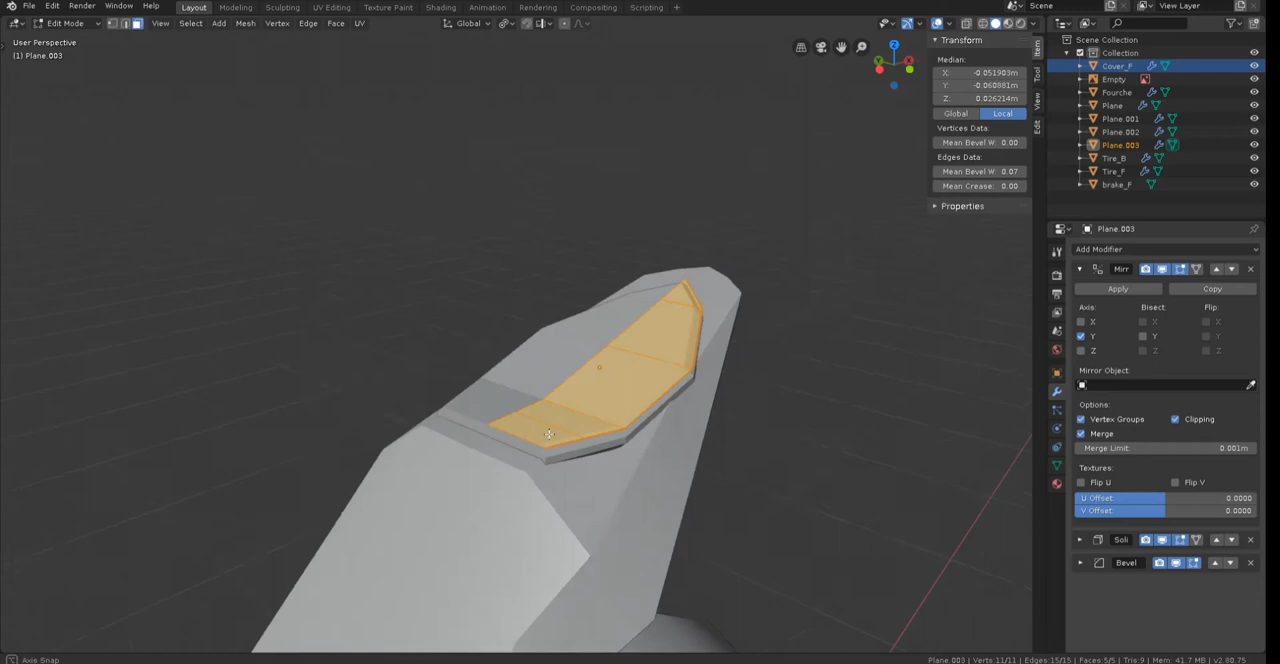 File Edit Render Window Help Layout Modeling Sculpting UV Editing Texture Paint Shading Animation Rendering Compositing Scripting + Scene View Layer
Edit Mode View Select Add Mesh Vertex Edge Face UV Global
User Perspective
(1) Plane.003
Transform
Median:
X: -0.051903m
Y: -0.060881m
Z: 0.026214m
Global Local
Vertices Data:
Mean Bevel W: 0.00
Edges Data:
Mean Bevel W: 0.07
Mean Crease: 0.00
Properties
Item
Tool
View
Edit
Z
Y
X
Scene Collection
Collection
Cover_F
Empty
Fourche
Plane
Plane.001
Plane.002
Plane.003
Tire_B
Tire_F
brake_F
Plane.003
Add Modifier
Mirr
Apply Copy
Axis: Bisect: Flip:
X X X
Y Y Y
Z Z Z
Mirror Object:
Options:
Vertex Groups Clipping
Merge
Merge Limit: 0.001m
Textures:
Flip U Flip V
U Offset: 0.0000
V Offset: 0.0000
Soli
Bevel
Axis Snap
Plane.003 | Verts:11/11 | Edges:15/15 | Faces:5/5 | Tris:9 | Mem: 41.7 MB | v2.80.75